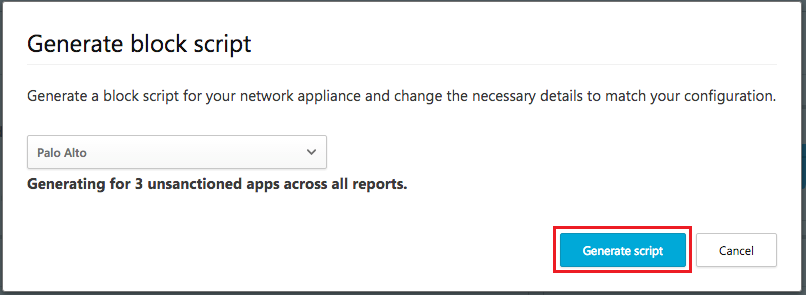 Generate block script
Generate a block script for your network appliance and change the necessary details to match your configuration.
Palo Alto
Generating for 3 unsanctioned apps across all reports.
Generate script
Cancel